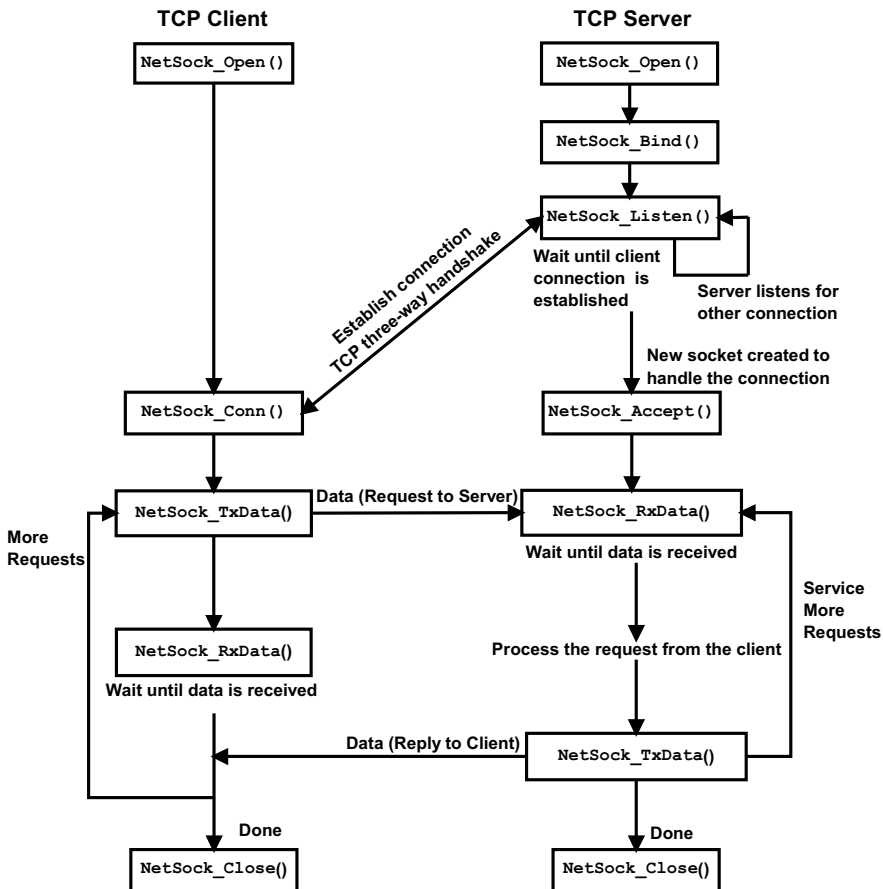 TCP Client
TCP Server
NetSock_Open()
NetSock_Open()
NetSock_Bind()
NetSock_Listen()
Wait until client
connection is
established
Server listens for
other connection
Establish connection
TCP three-way handshake
New socket created to
handle the connection
NetSock_Conn()
NetSock_Accept()
NetSock_TxData()
Data (Request to Server)
NetSock_RxData()
More
Requests
Wait until data is received
Service
More
Requests
NetSock_RxData()
Wait until data is received
Process the request from the client
Data (Reply to Client)
NetSock_TxData()
Done
Done
NetSock_Close()
NetSock_Close()